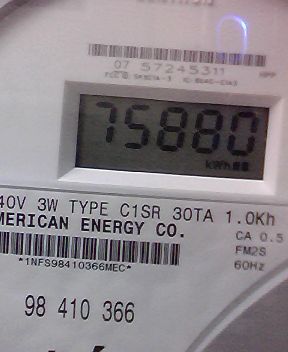 07 57245311
75880
kWh
40V 3W TYPE C1SR 30TA 1.0Kh
MERICAN ENERGY CO.
CA 0.5
FM2S
*1NFS98410366MEC*
60Hz
98 410 366